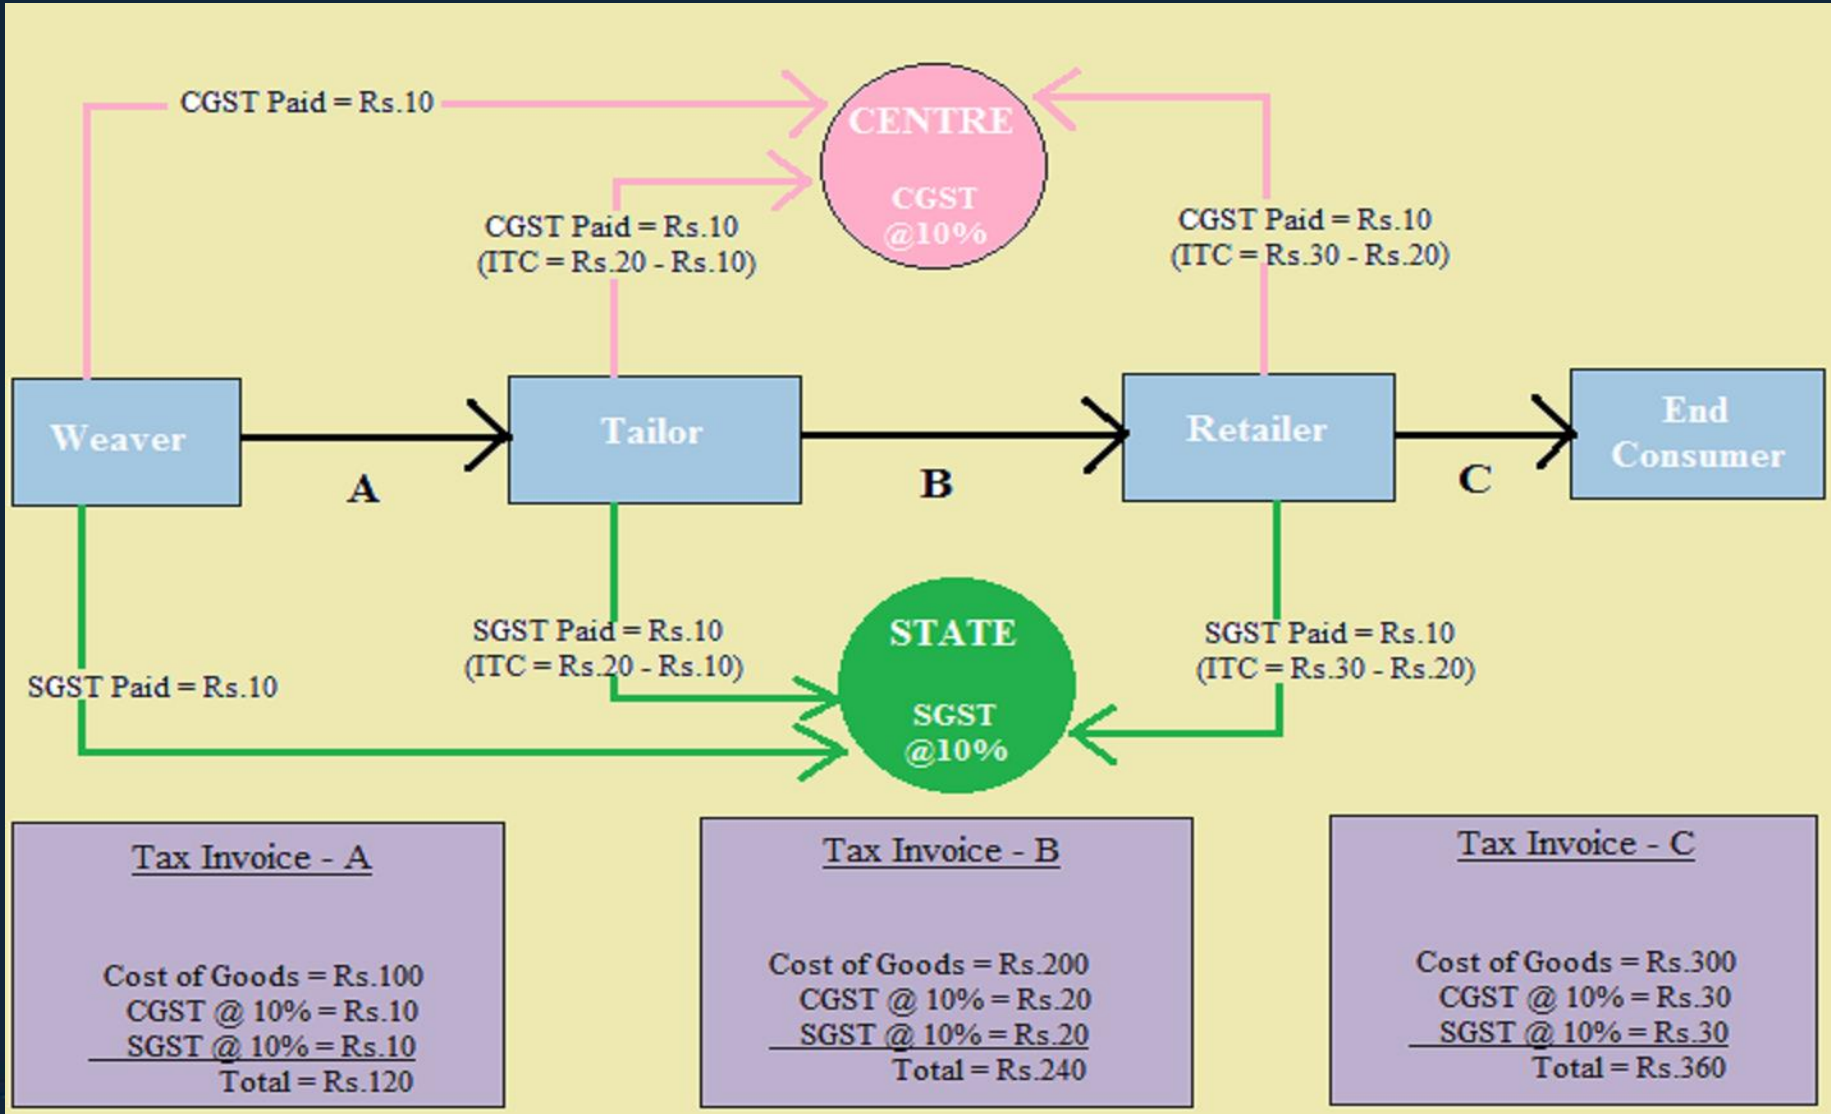 CGST Paid = Rs.10
CENTRE
CGST
@10%
CGST Paid = Rs.10
(ITC = Rs.20 - Rs.10)
CGST Paid = Rs.10
(ITC = Rs.30 - Rs.20)
Weaver
A
Tailor
B
Retailer
C
End
Consumer
SGST Paid = Rs.10
SGST Paid = Rs.10
(ITC = Rs.20 - Rs.10)
STATE
SGST
@10%
SGST Paid = Rs.10
(ITC = Rs.30 - Rs.20)
Tax Invoice - A
Cost of Goods = Rs.100
CGST @ 10% = Rs.10
SGST @ 10% = Rs.10
Total = Rs.120
Tax Invoice - B
Cost of Goods = Rs.200
CGST @ 10% = Rs.20
SGST @ 10% = Rs.20
Total = Rs.240
Tax Invoice - C
Cost of Goods = Rs.300
CGST @ 10% = Rs.30
SGST @ 10% = Rs.30
Total = Rs.360